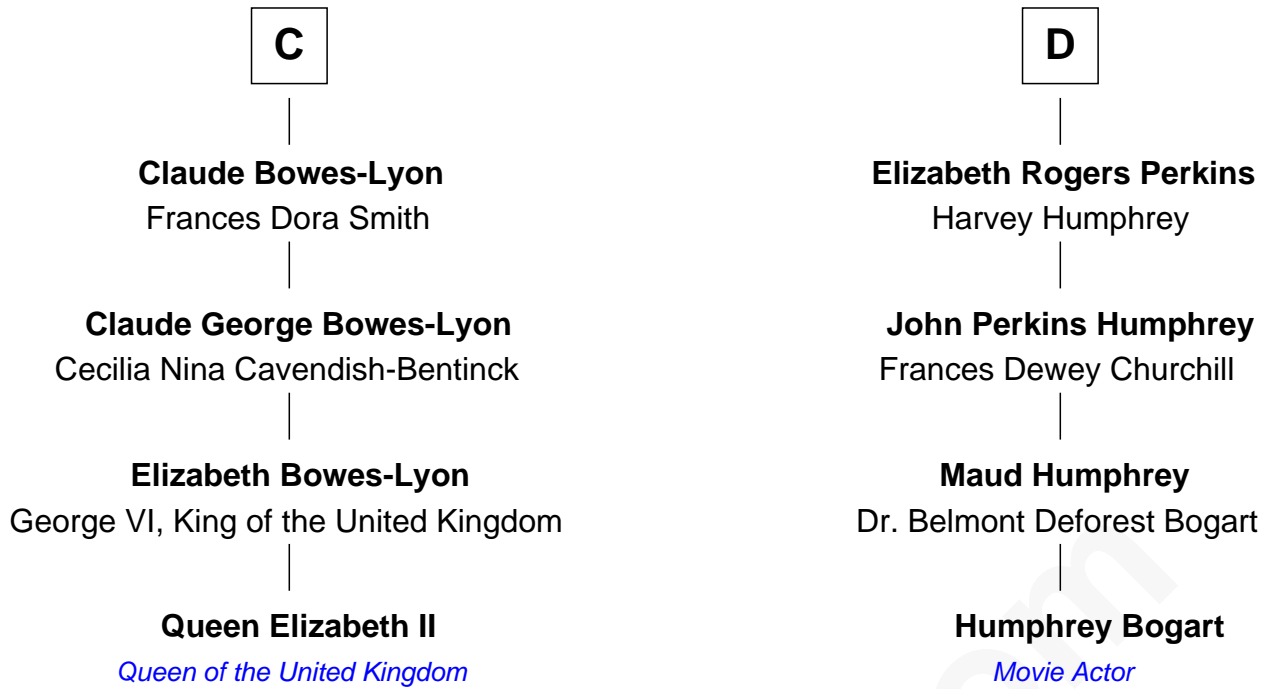 C
Claude Bowes-Lyon
Frances Dora Smith
Claude George Bowes-Lyon
Cecilia Nina Cavendish-Bentinck
Elizabeth Bowes-Lyon
George VI, King of the United Kingdom
Queen Elizabeth II
Queen of the United Kingdom
D
Elizabeth Rogers Perkins
Harvey Humphrey
John Perkins Humphrey
Frances Dewey Churchill
Maud Humphrey
Dr. Belmont Deforest Bogart
Humphrey Bogart
Movie Actor
om